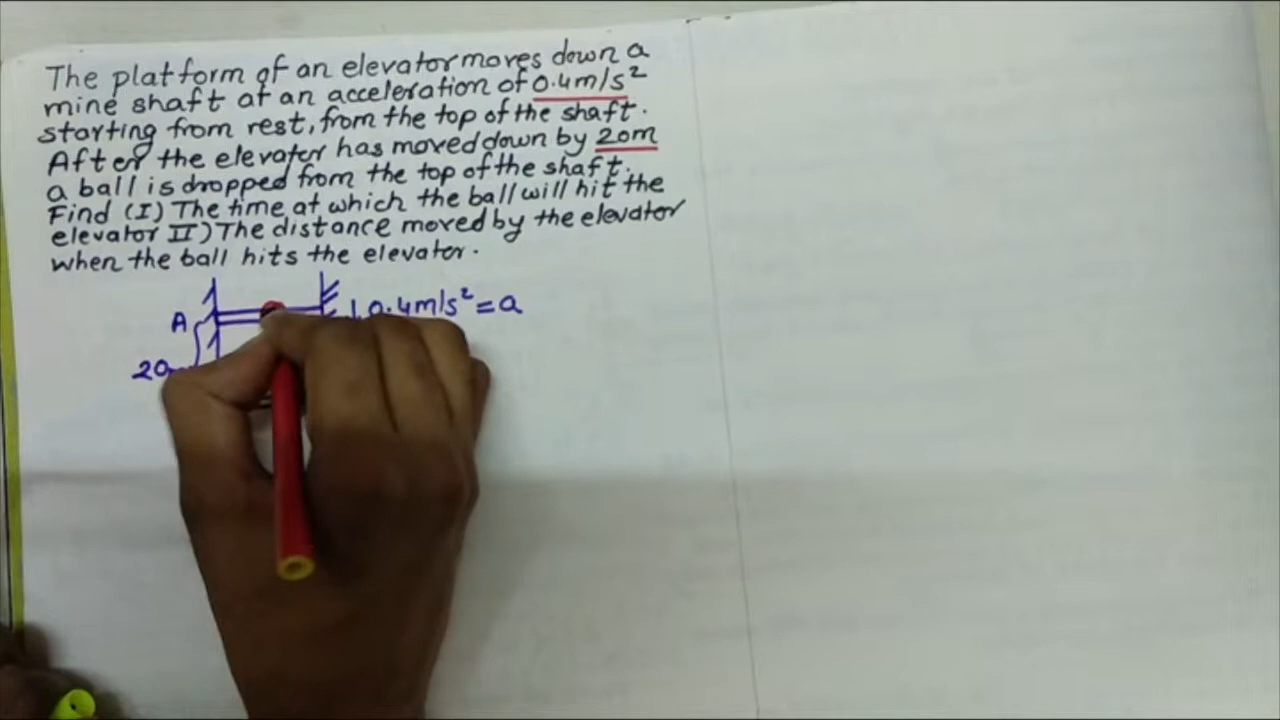 The platform of an elevator moves down a
mine shaft at an acceleration of 0.4m/s²
starting from rest, from the top of the shaft.
After the elevator has moved down by 20m
a ball is dropped from the top of the shaft.
Find (I) The time at which the ball will hit the
elevator II) The distance moved by the elevator
when the ball hits the elevator.
A 0.4m/s² = a
20